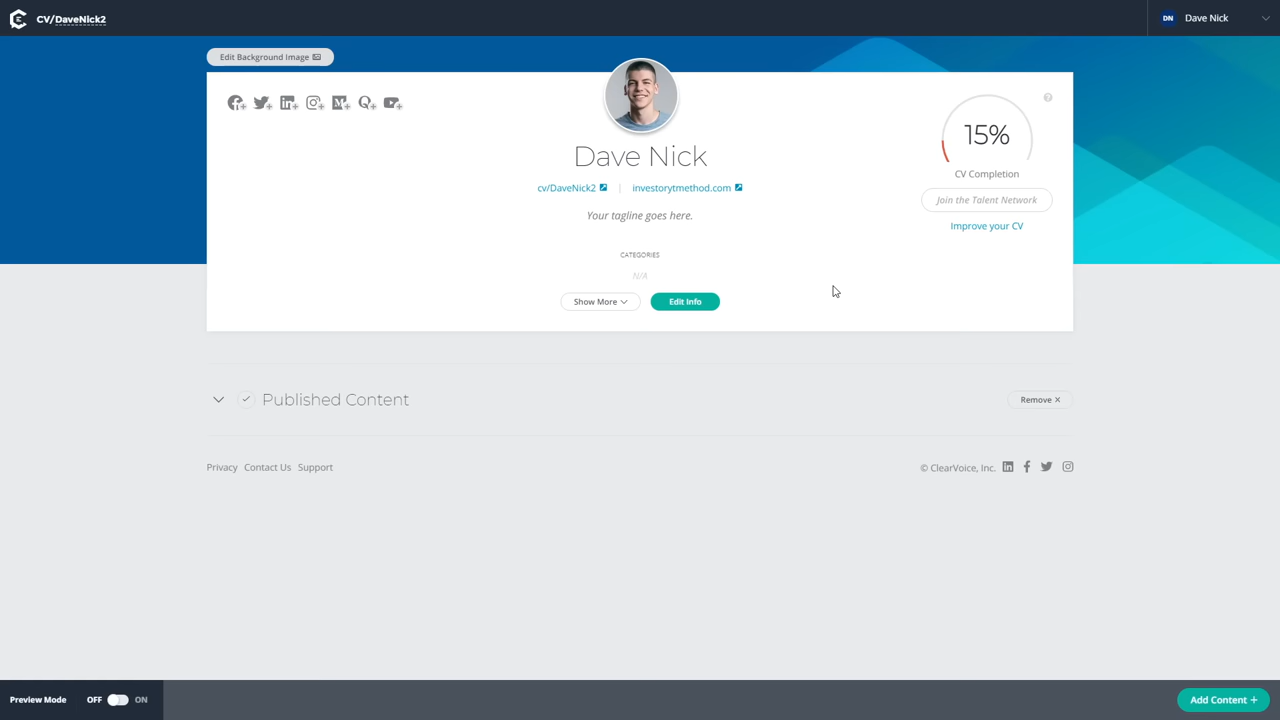 CV/DaveNick2
DN Dave Nick
Edit Background Image
15%
CV Completion
Join the Talent Network
Improve your CV
Dave Nick
cv/DaveNick2 | investorytmethod.com
Your tagline goes here.
CATEGORIES
N/A
Show More
Edit Info
Published Content
Remove ×
Privacy Contact Us Support
© ClearVoice, Inc.
Preview Mode OFF ON
Add Content +